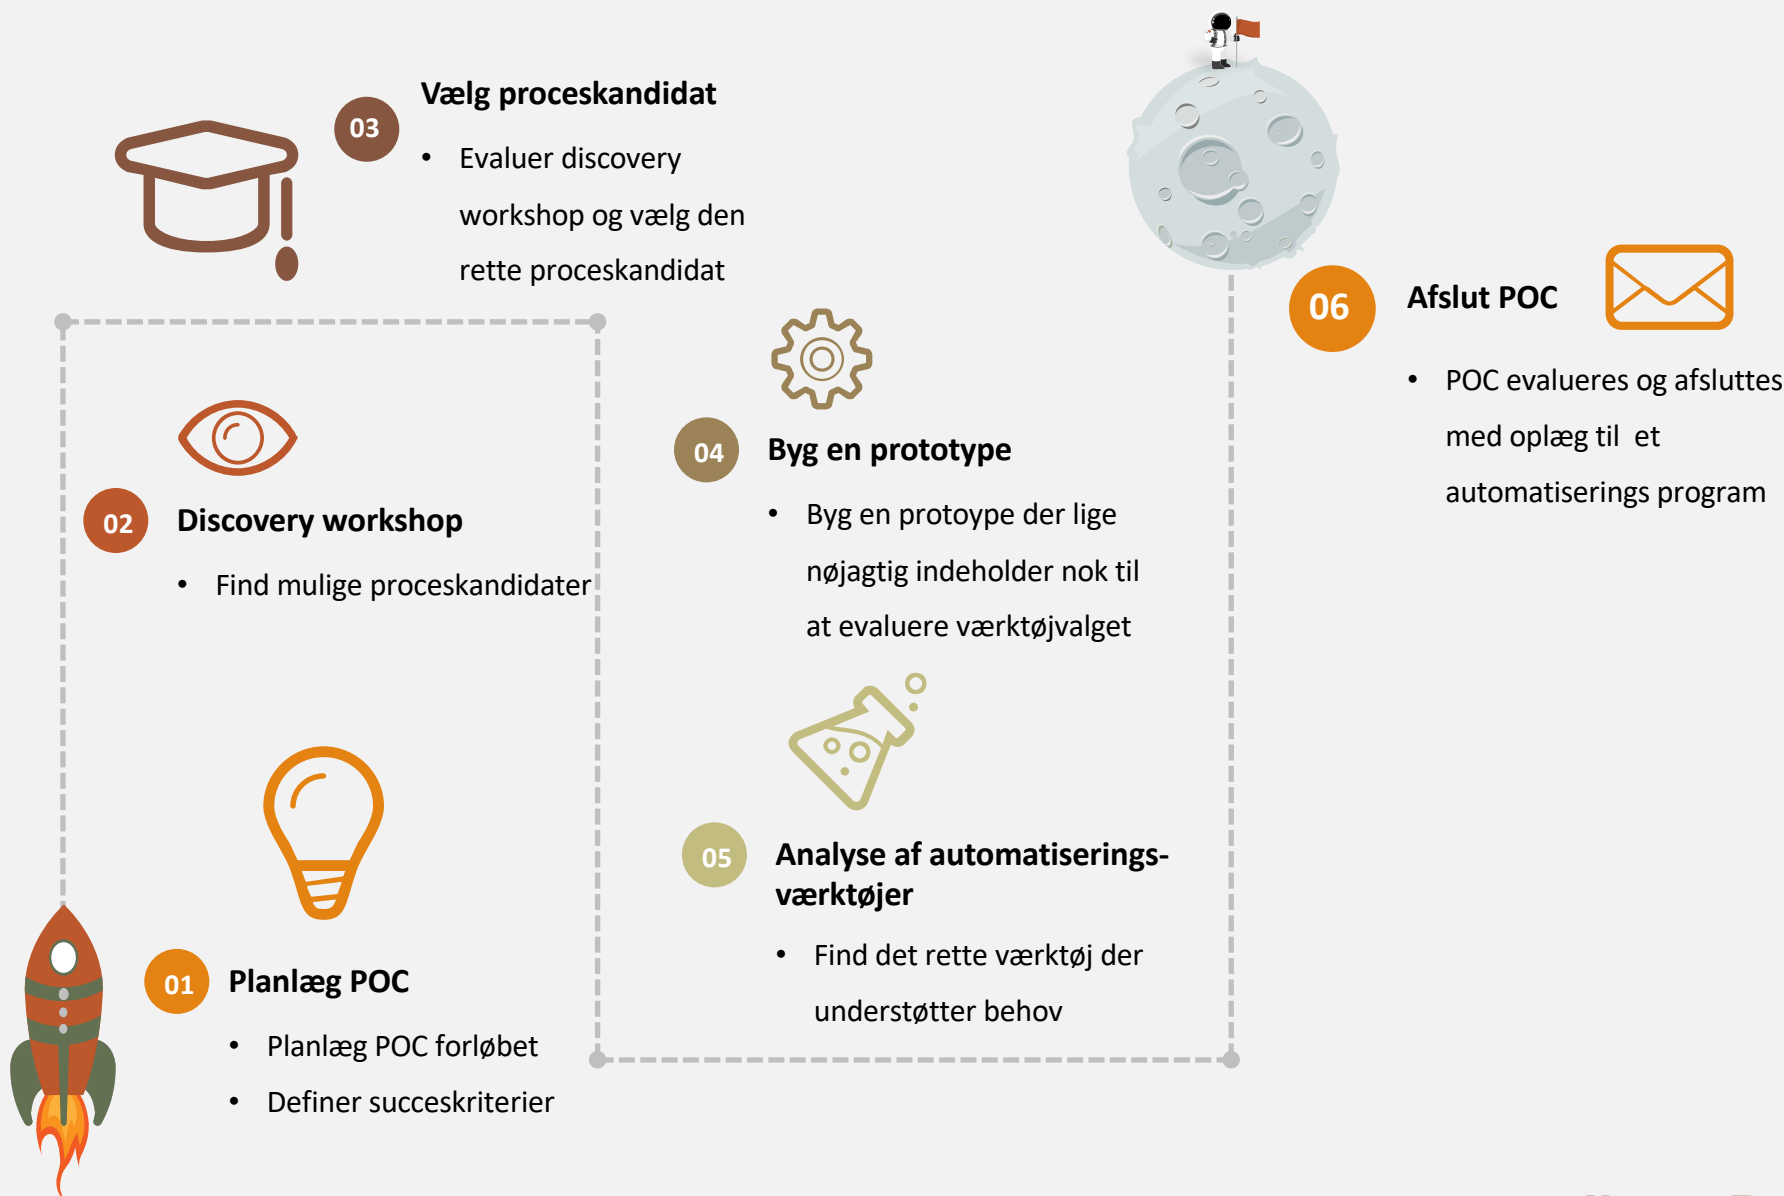 01
Planlæg POC
• Planlæg POC forløbet
• Definer succeskriterier
02
Discovery workshop
• Find mulige proceskandidater
03
Vælg proceskandidat
• Evaluer discovery
workshop og vælg den
rette proceskandidat
04
Byg en prototype
• Byg en protoype der lige
nøjagtig indeholder nok til
at evaluere værktøjvalget
05
Analyse af automatiserings-
værktøjer
• Find det rette værktøj der
understøtter behov
06
Afslut POC
• POC evalueres og afsluttes
med oplæg til et
automatiserings program